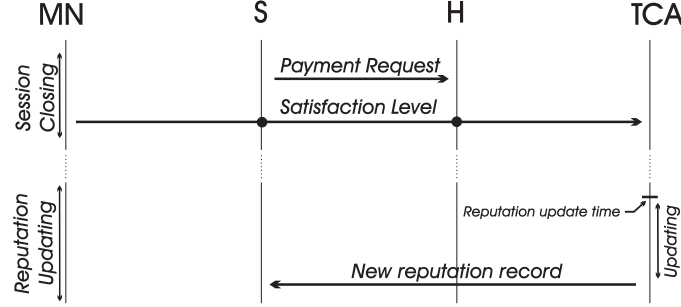 MN S H TCA
Session
Closing
Payment Request
Satisfaction Level
Reputation
Updating
Reputation update time
Updating
New reputation record